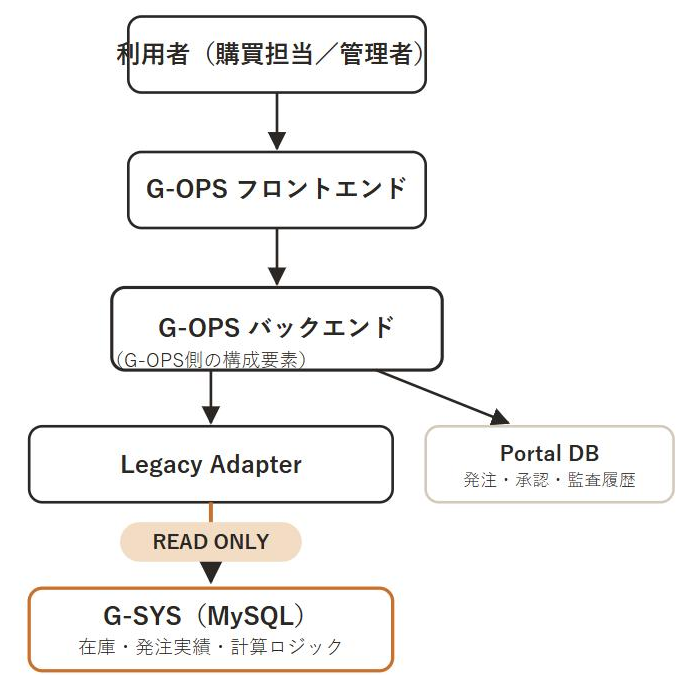 利用者（購買担当／管理者）
G-OPS フロントエンド
G-OPS バックエンド
（G-OPS側の構成要素）
Legacy Adapter
Portal DB
発注・承認・監査履歴
READ ONLY
G-SYS（MySQL）
在庫・発注実績・計算ロジック